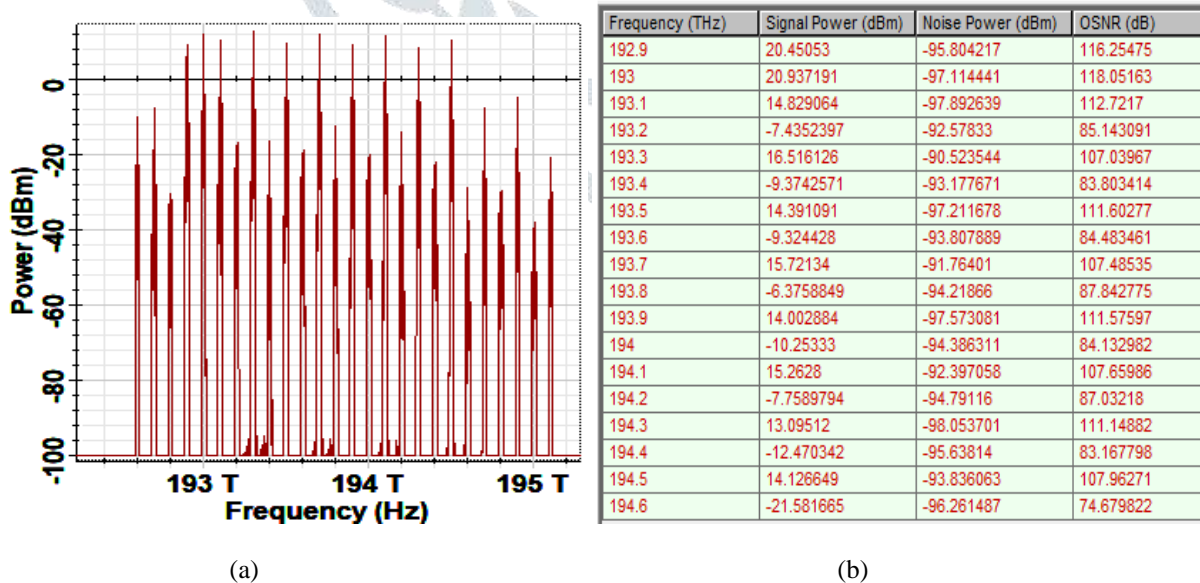 0
-20
-40
-60
-80
-100
Power (dBm)
193 T 194 T 195 T
Frequency (Hz)
Frequency (THz) Signal Power (dBm) Noise Power (dBm) OSNR (dB)
192.9 20.45053 -95.804217 116.25475
193 20.937191 -97.114441 118.05163
193.1 14.829064 -97.892639 112.7217
193.2 -7.4352397 -92.57833 85.143091
193.3 16.516126 -90.523544 107.03967
193.4 -9.3742571 -93.177671 83.803414
193.5 14.391091 -97.211678 111.60277
193.6 -9.324428 -93.807889 84.483461
193.7 15.72134 -91.76401 107.48535
193.8 -6.3758849 -94.21866 87.842775
193.9 14.002884 -97.573081 111.57597
194 -10.25333 -94.386311 84.132982
194.1 15.2628 -92.397058 107.65986
194.2 -7.7589794 -94.79116 87.03218
194.3 13.09512 -98.053701 111.14882
194.4 -12.470342 -95.63814 83.167798
194.5 14.126649 -93.836063 107.96271
194.6 -21.581665 -96.261487 74.679822
(a) (b)